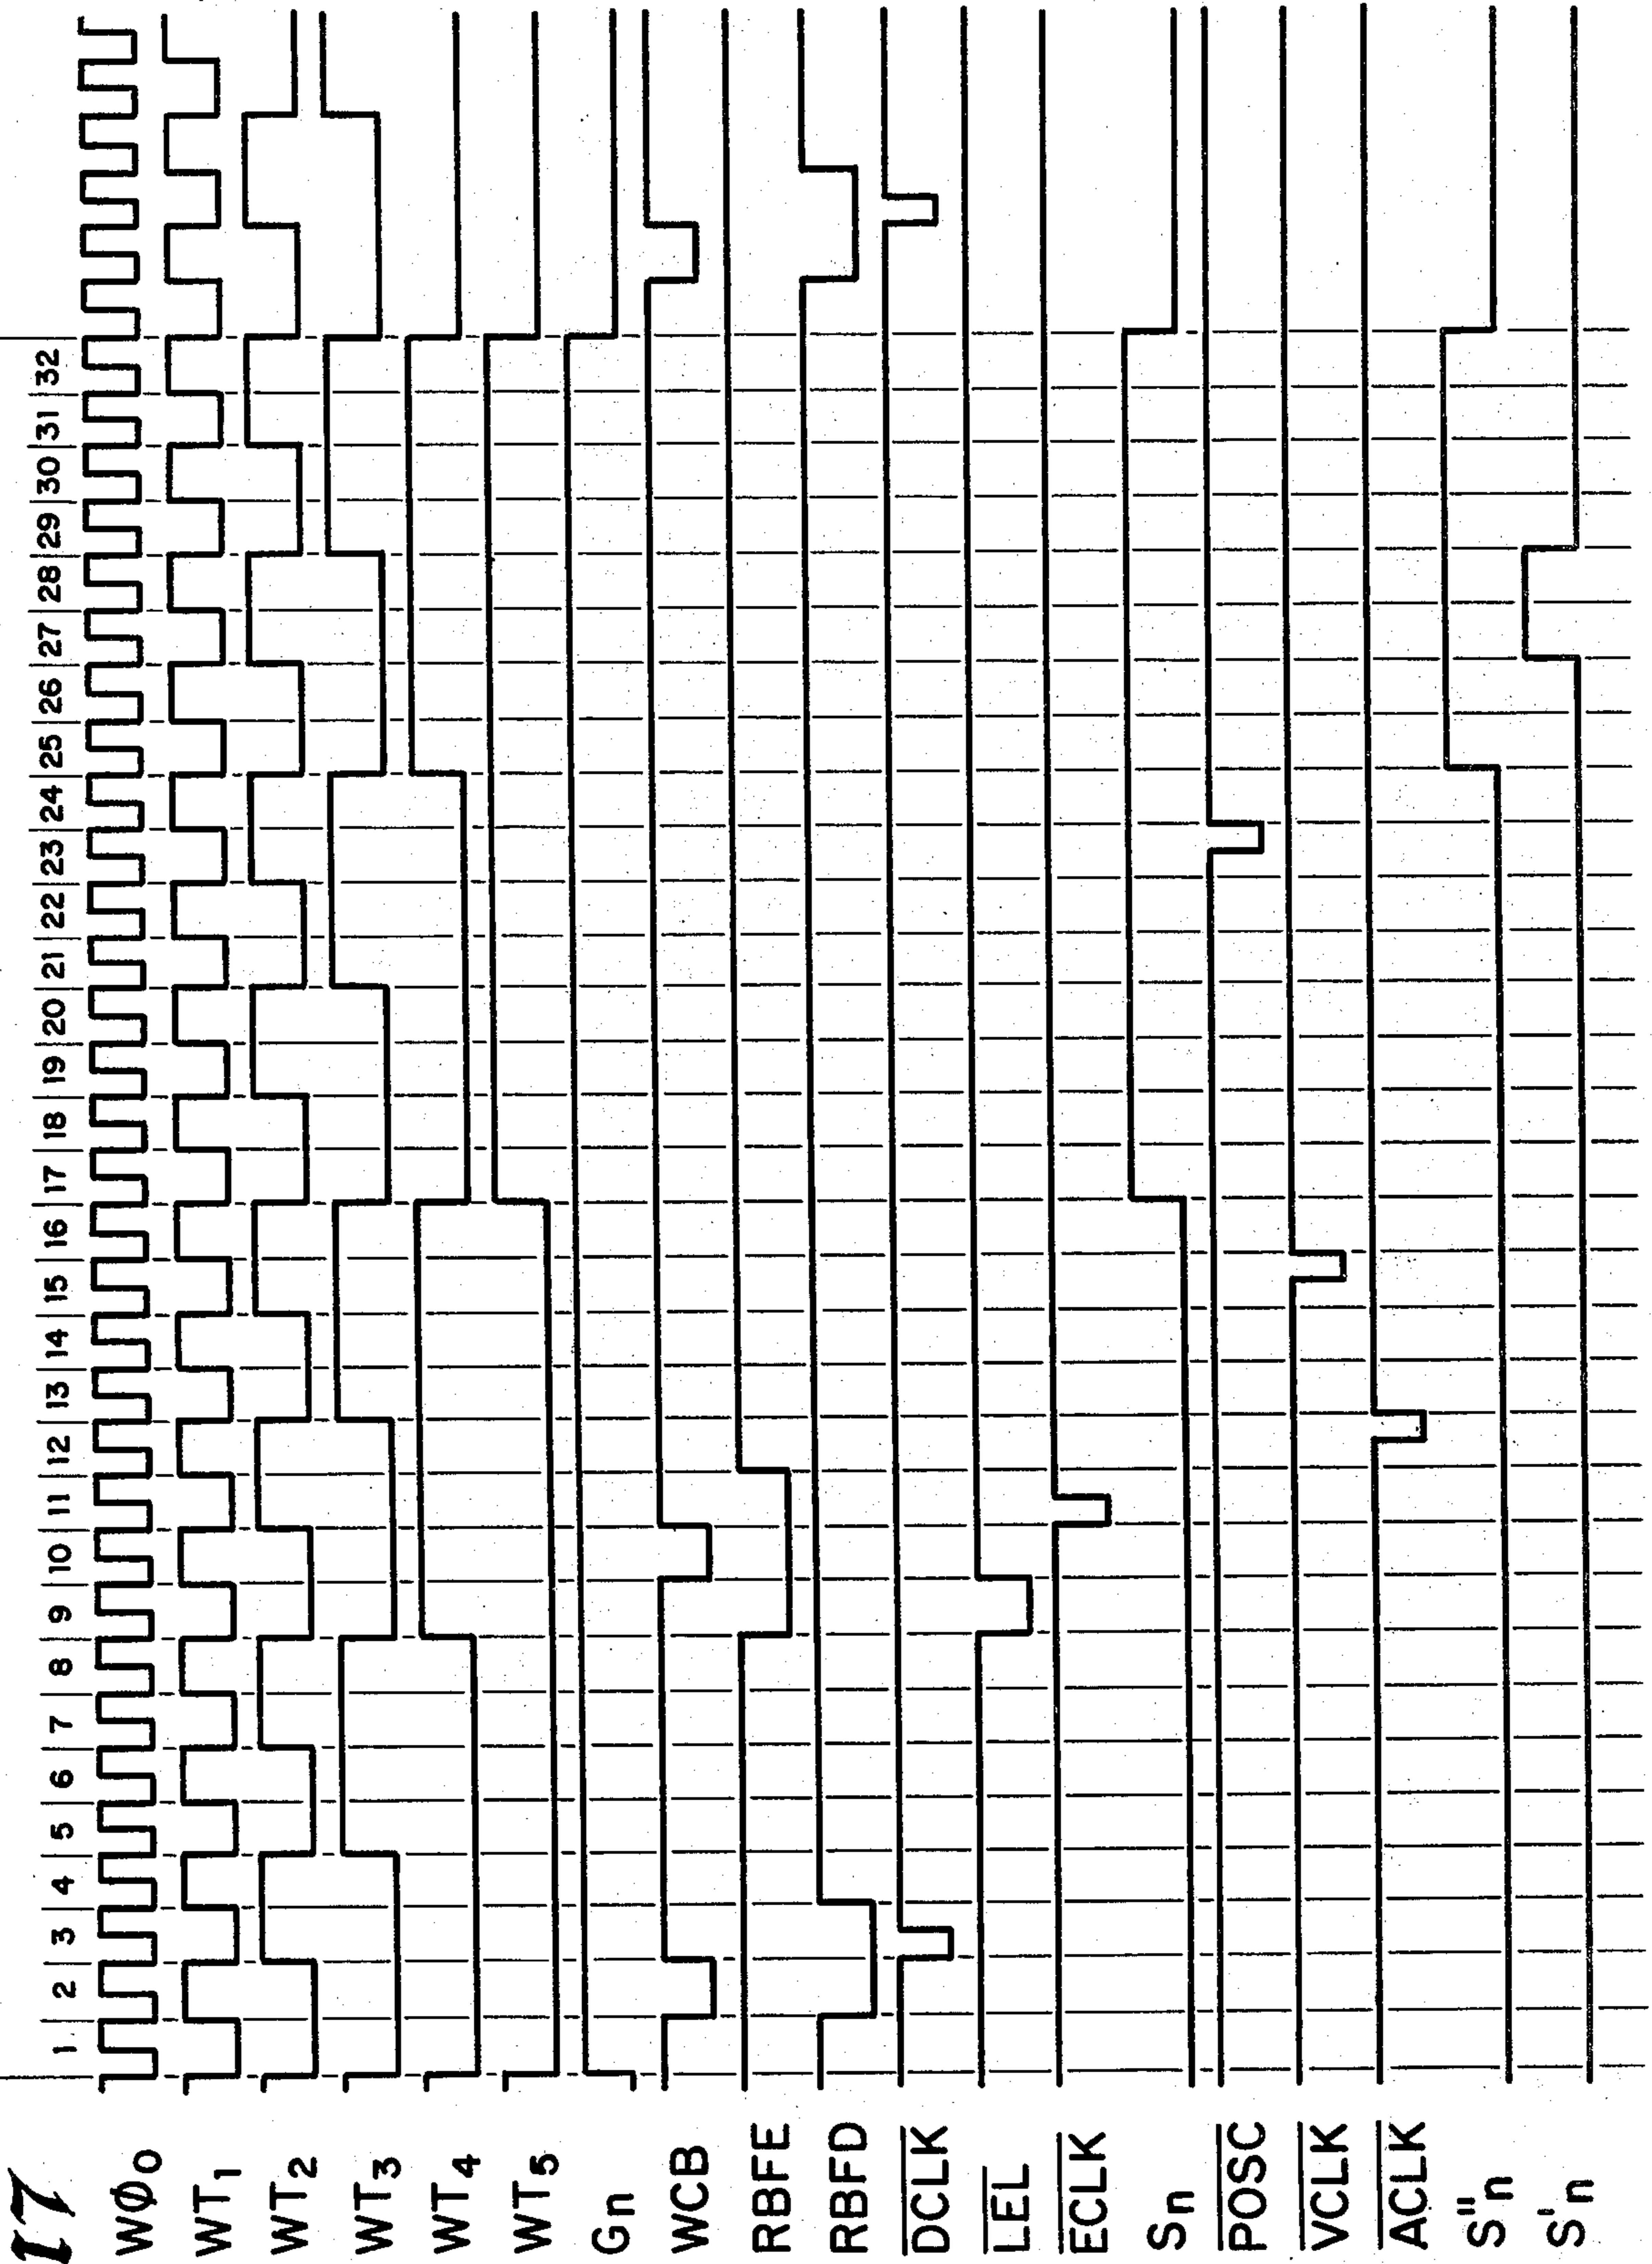 17
1 2 3 4 5 6 7 8 9 10 11 12 13 14 15 16 17 18 19 20 21 22 23 24 25 26 27 28 29 30 31 32
WØ0
WT1
WT2
WT3
WT4
WT5
Gn
WCB
RBFE
RBFD
DCLK
LEL
ECLK
Sn
POSC
VCLK
ACLK
S"n
S'n